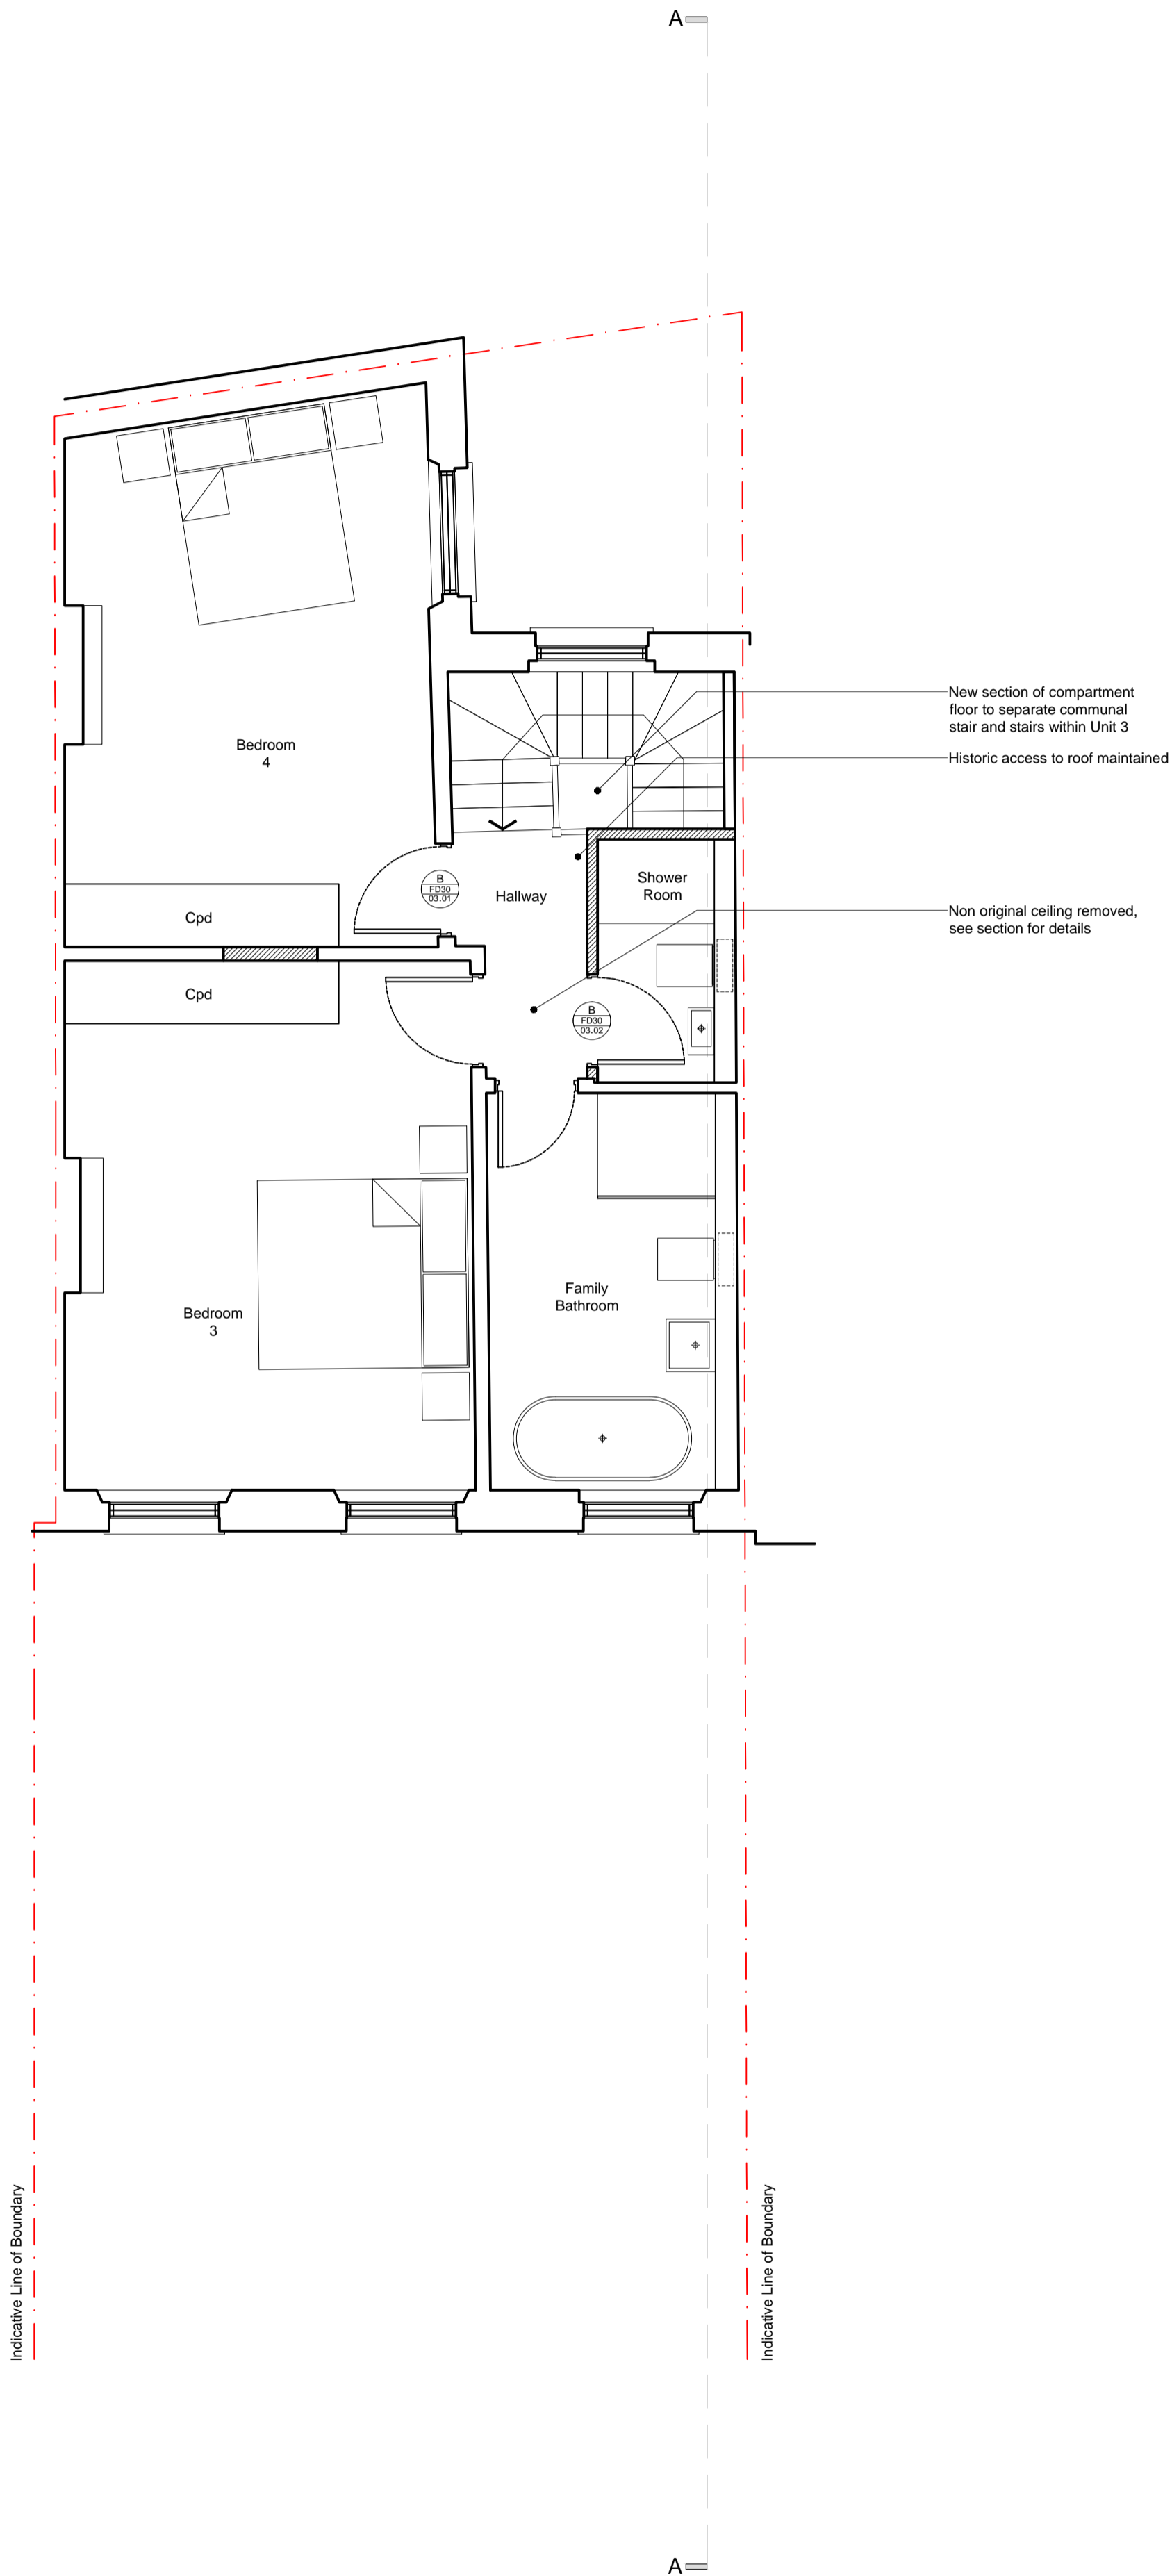 A
New section of compartment
floor to separate communal
stair and stairs within Unit 3
Bedroom
4
Historic access to roof maintained
Shower
Room
B
FD30
03.01
Hallway
Cpd
Non original ceiling removed,
see section for details
Cpd
B
FD30
03.02
Family
Bathroom
Bedroom
3
Indicative Line of Boundary
Indicative Line of Boundary
A